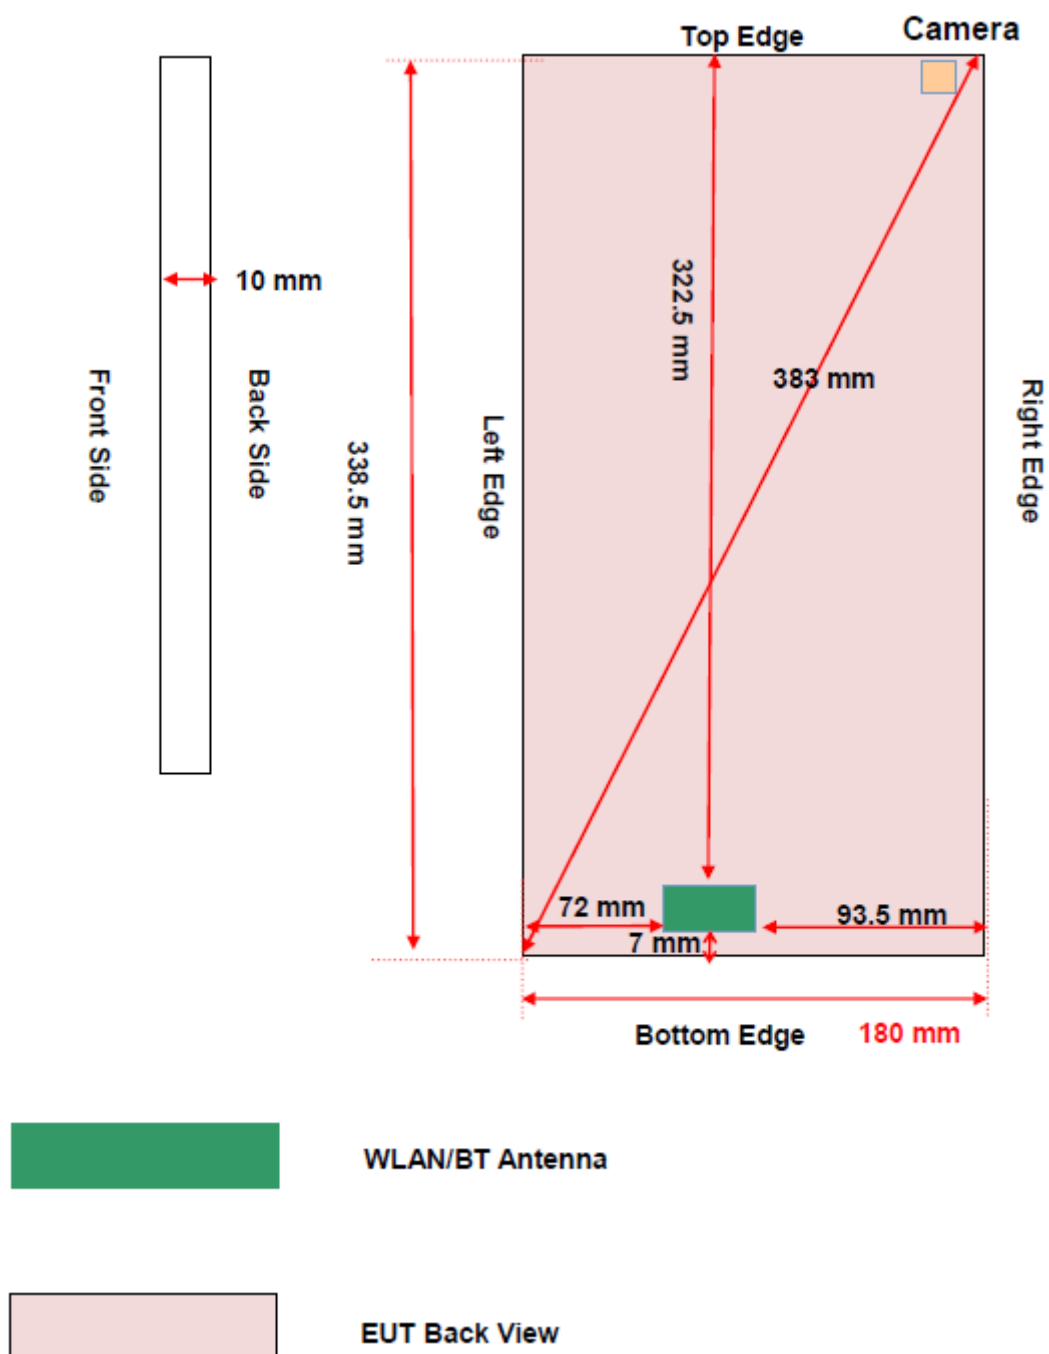 Camera
Top Edge
10 mm
322.5 mm
383 mm
Front Side
Back Side
338.5 mm
Left Edge
Right Edge
72 mm
93.5 mm
7 mm
Bottom Edge
180 mm
WLAN/BT Antenna
EUT Back View